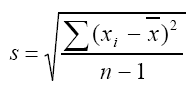 s = √( ∑ (xᵢ − x̄)² / (n − 1) )